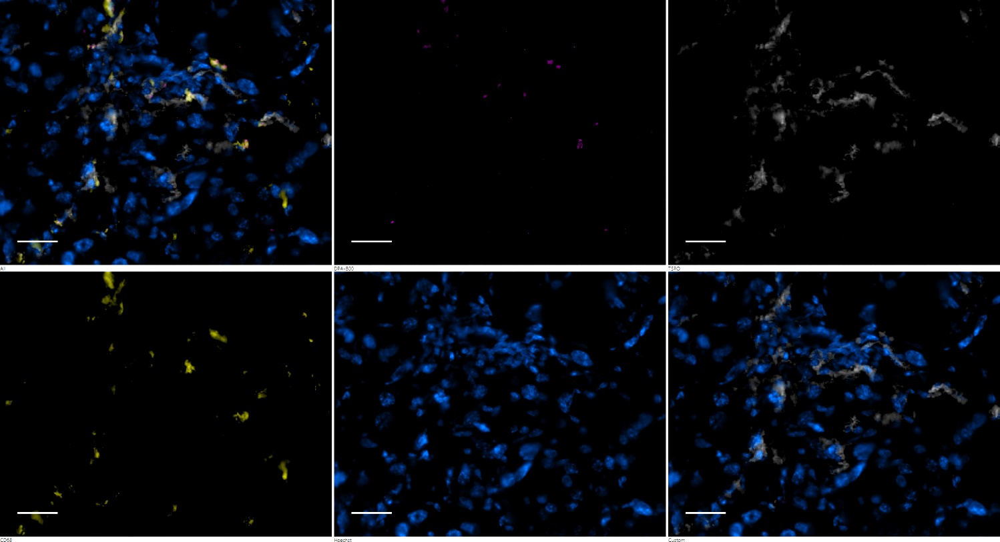 All
DPA-800
TSPO
CD68
Hoechst
Custom